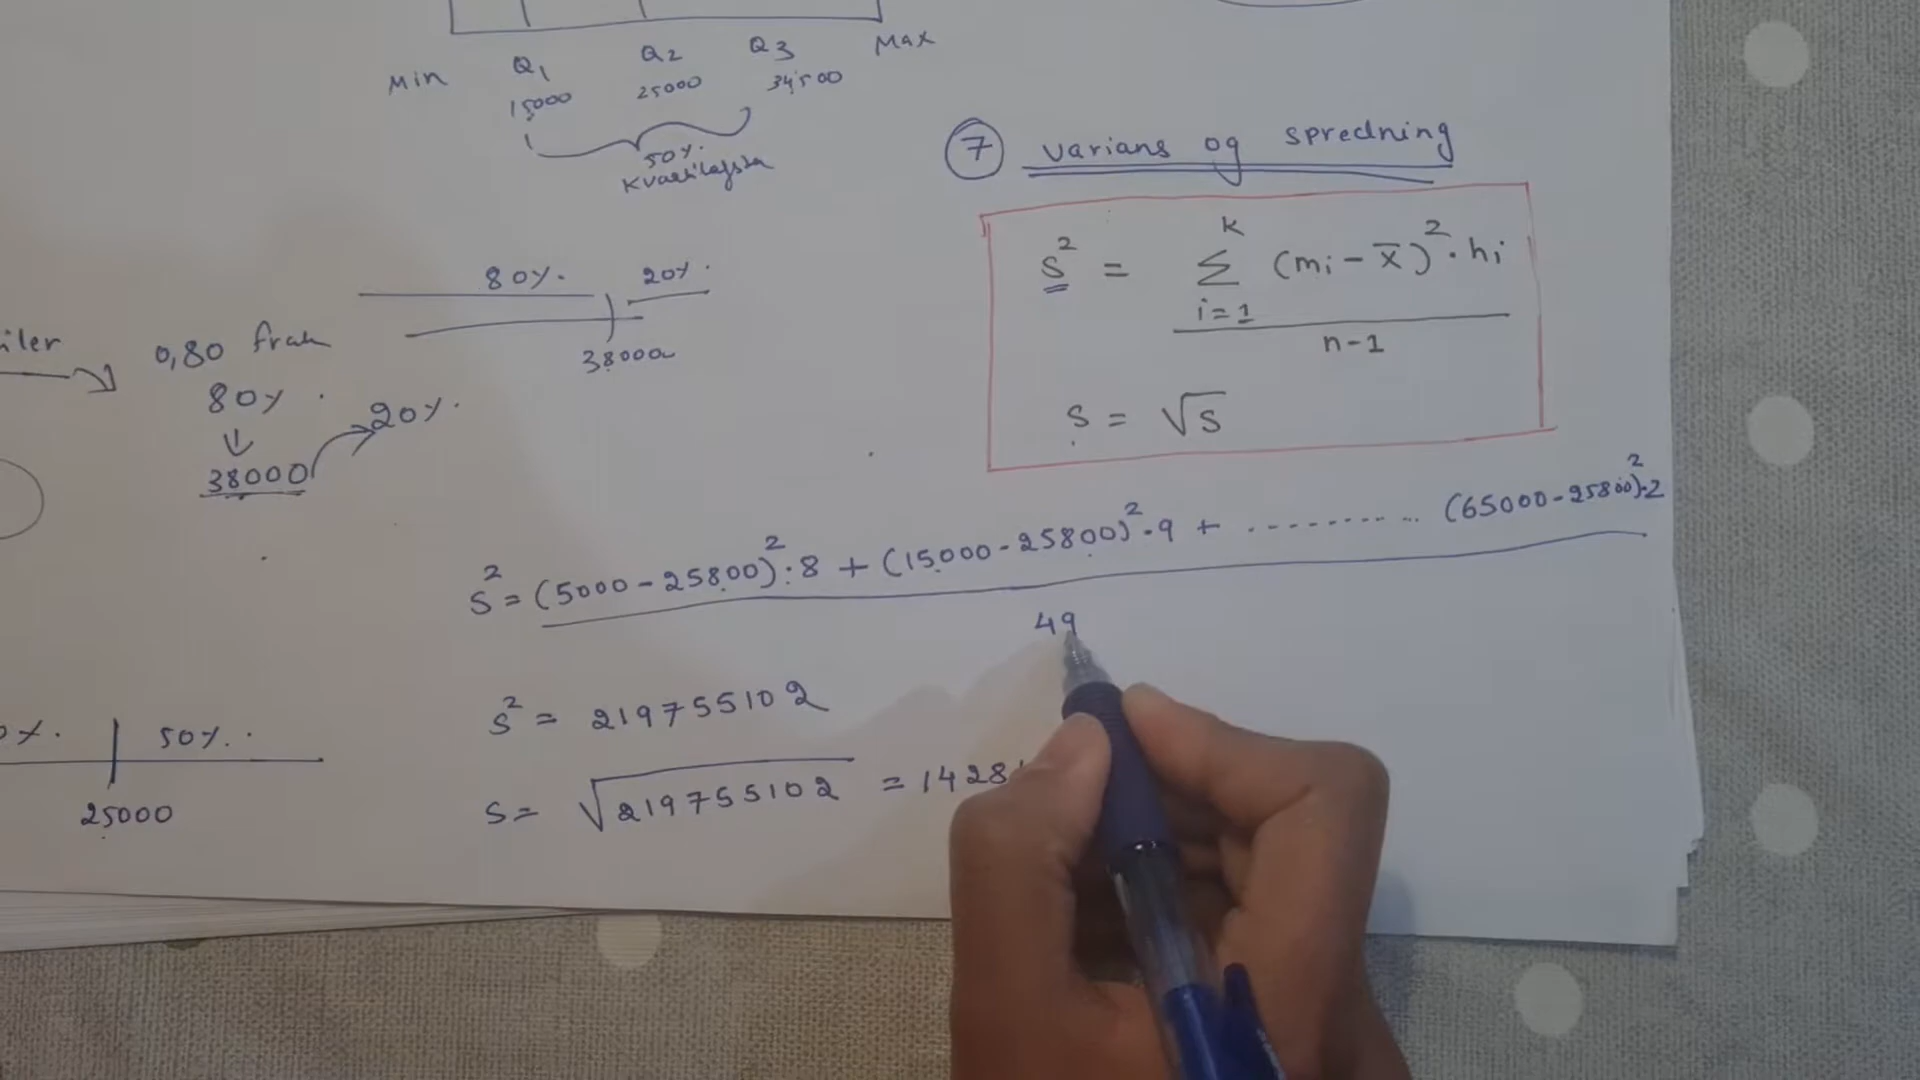 Min Q1 Q2 Q3 Max
15000 25000 34500
50%.
7 varians og spredning
s² = Σ (mi - x̄)² · hi
k
i=1
n-1
s = √s
80%. 20%.
38000
iler
0,80 frak
80%
20%.
38000
s² = (5000 - 25800)² · 8 + (15000 - 25800)² · 9 + ............ (65000 - 25800)² · 2
49
s² = 219755102
s = √219755102 = 1428
50%.
25000